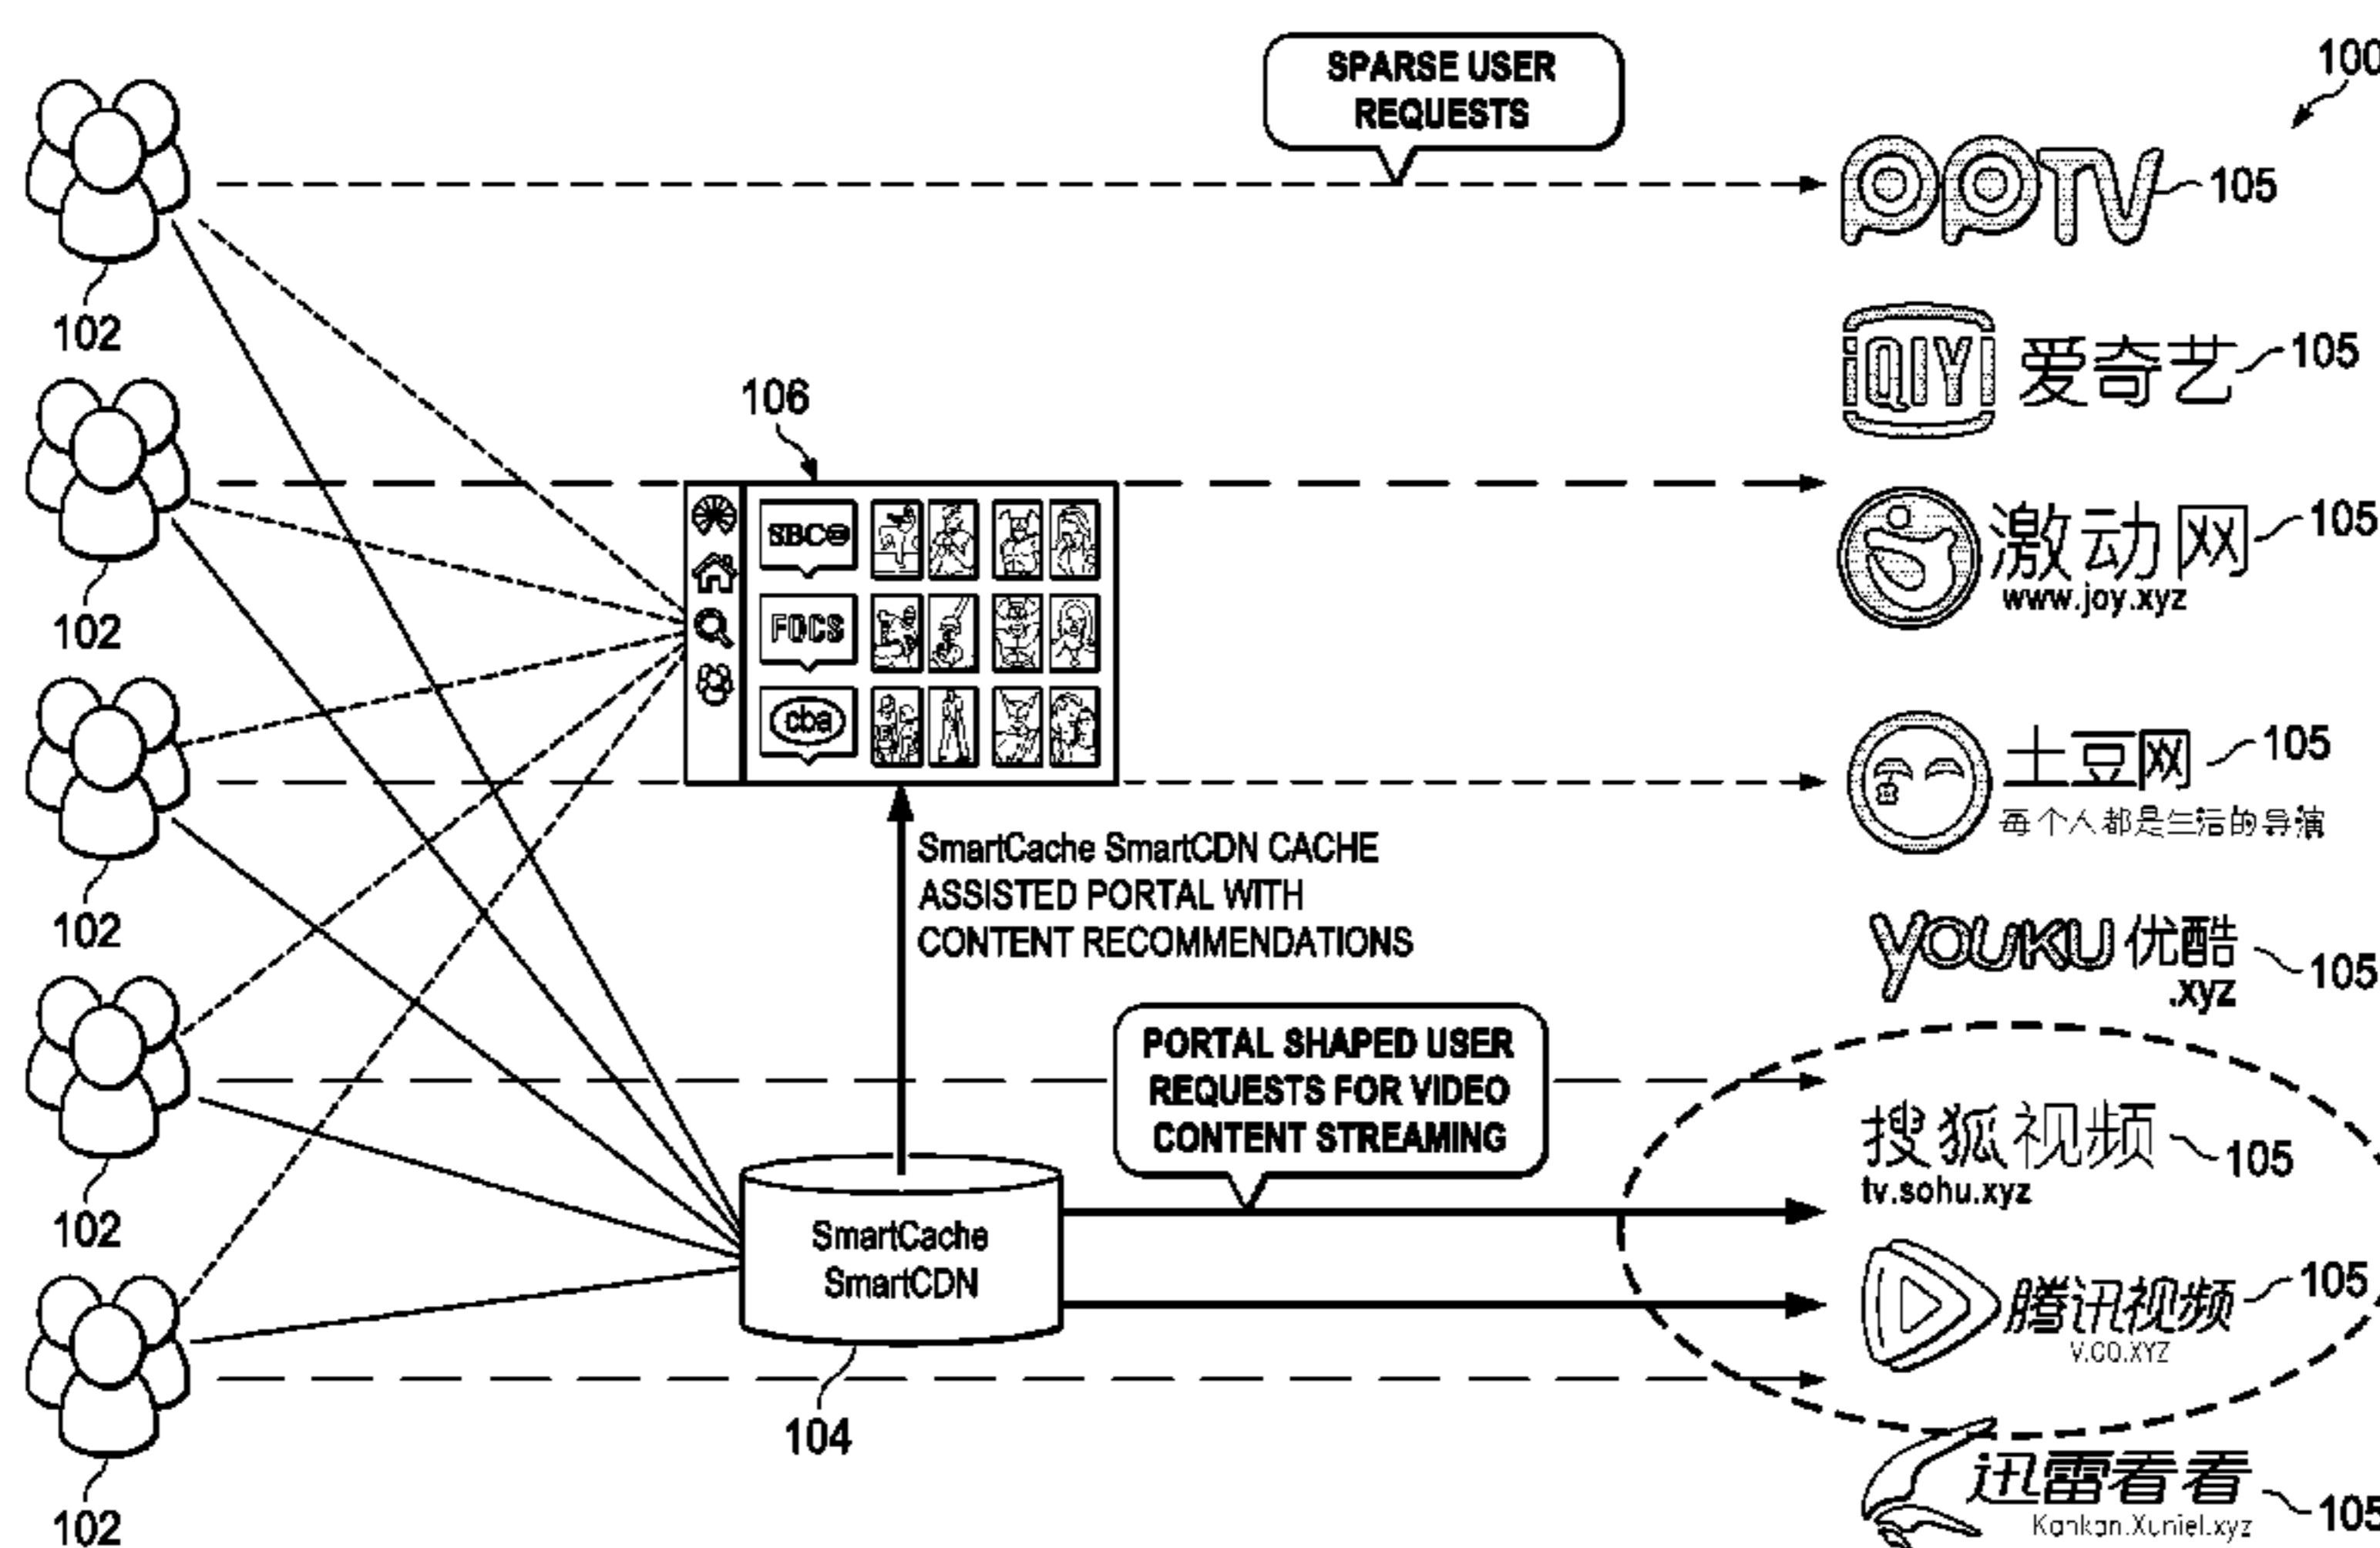 SPARSE USER
REQUESTS
100
PPTV
105
102
iQIYI 爱奇艺
105
106
激动网
105
www.joy.xyz
SBC
FOCS
cba
102
土豆网
105
每个人都是生活的导演
SmartCache SmartCDN CACHE
ASSISTED PORTAL WITH
CONTENT RECOMMENDATIONS
102
YOUKU 优酷
.xyz
105
PORTAL SHAPED USER
REQUESTS FOR VIDEO
CONTENT STREAMING
搜狐视频
105
tv.sohu.xyz
102
SmartCache
SmartCDN
腾讯视频
105
V.CO.XYZ
104
迅雷看看
105
Kankan.Xuniel.xyz
102